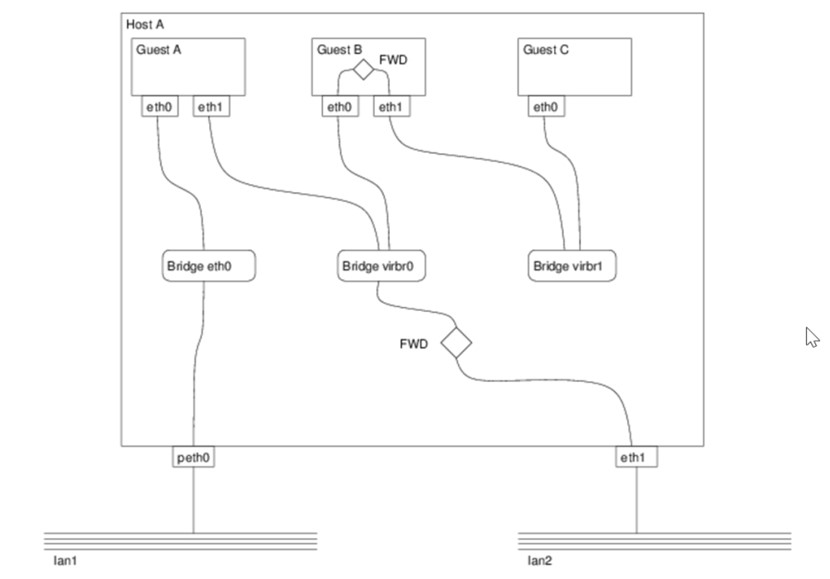 Host A
Guest A
Guest B
FWD
Guest C
eth0
eth1
eth0
eth1
eth0
Bridge eth0
Bridge virbr0
Bridge virbr1
FWD
peth0
eth1
lan1
lan2